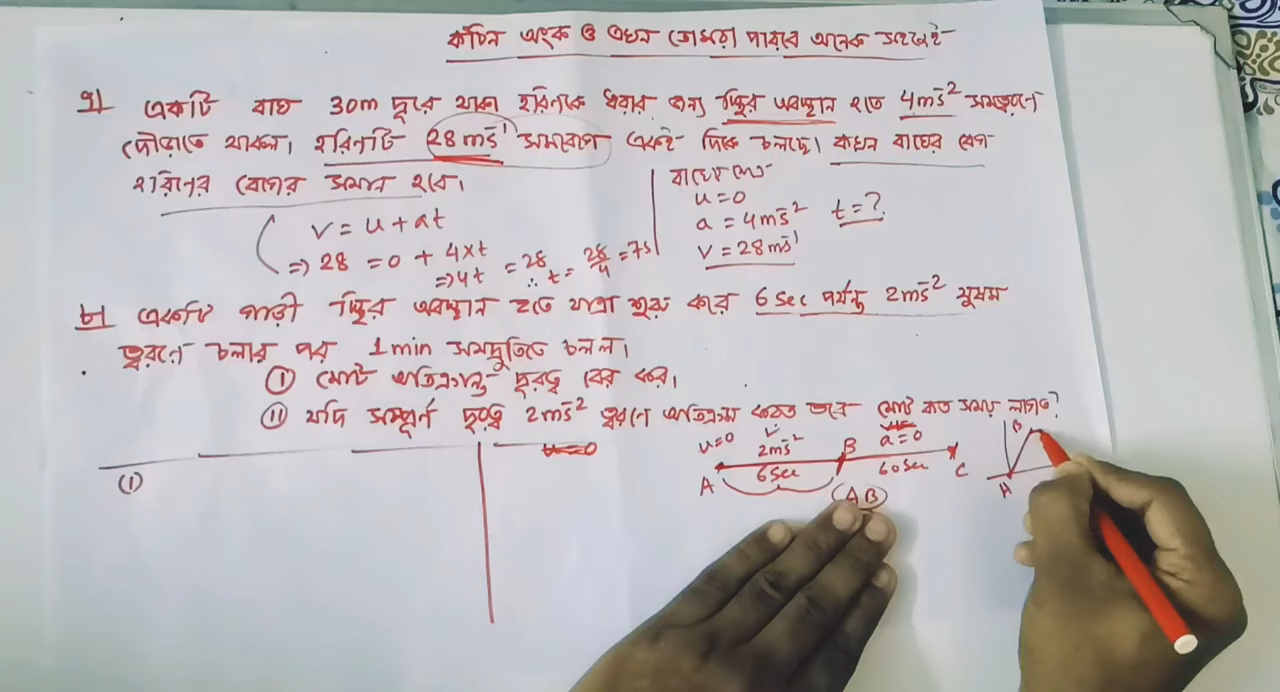 কঠিন অংক ও এখন তোমরা পারবে অনেক সহজেই
৭) একটি বাঘ 30m দূরে থাকা হরিণকে ধরার জন্য স্থির অবস্থান হতে 4ms⁻² সমত্বরণে
দৌড়াতে থাকল। হরিণটি 28ms⁻¹ সমবেগে একই দিকে চলছে। কখন বাঘের বেগ
হরিণের বেগের সমান হবে।
v = u + at
⇒ 28 = 0 + 4×t
⇒ 4t = 28 ∴ t = 28/4 = 7s
বাঘের
u = 0
a = 4ms⁻² t = ?
v = 28ms⁻¹
৮) একটি গাড়ী স্থির অবস্থান হতে যাত্রা শুরু করে 6 sec পর্যন্ত 2ms⁻² সুষম
ত্বরণে চলার পর 1 min সমদ্রুতিতে চলল।
(i) মোট অতিক্রান্ত দূরত্ব বের কর।
(ii) যদি সম্পূর্ন দূরত্ব 2ms⁻² ত্বরণে অতিক্রম করত তবে মোট কত সময় লাগত?
(i)
u=0 2ms⁻² B a=0
A 6sec 60sec C
(AB)
B
A